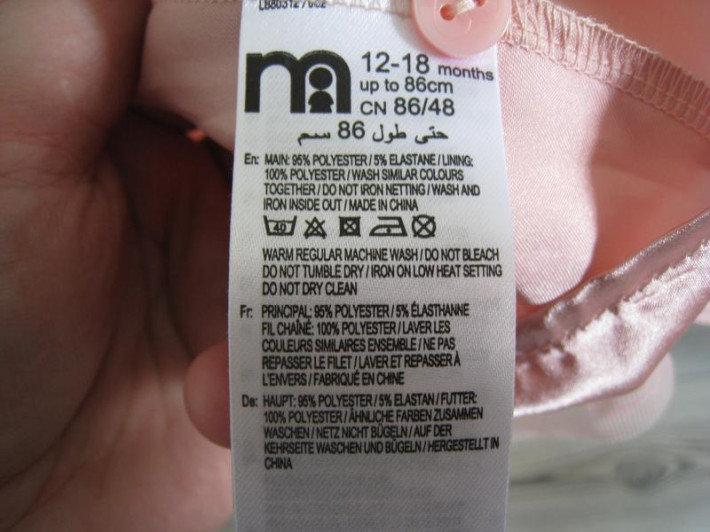 12-18 months
up to 86cm
CN 86/48
حتى طول 86 سم
En: MAIN: 95% POLYESTER / 5% ELASTANE / LINING:
100% POLYESTER / WASH SIMILAR COLOURS
TOGETHER / DO NOT IRON NETTING / WASH AND
IRON INSIDE OUT / MADE IN CHINA
40
WARM REGULAR MACHINE WASH / DO NOT BLEACH
DO NOT TUMBLE DRY / IRON ON LOW HEAT SETTING
DO NOT DRY CLEAN
Fr: PRINCIPAL: 95% POLYESTER / 5% ÉLASTHANNE
FIL CHAÎNE: 100% POLYESTER / LAVER LES
COULEURS SIMILAIRES ENSEMBLE / NE PAS
REPASSER LE FILET / LAVER ET REPASSER À
L'ENVERS / FABRIQUÉ EN CHINE
De: HAUPT: 95% POLYESTER / 5% ELASTAN / FUTTER:
100% POLYESTER / ÄHNLICHE FARBEN ZUSAMMEN
WASCHEN / NETZ NICHT BÜGELN / AUF DER
KEHRSEITE WASCHEN UND BÜGELN / HERGESTELLT IN
CHINA